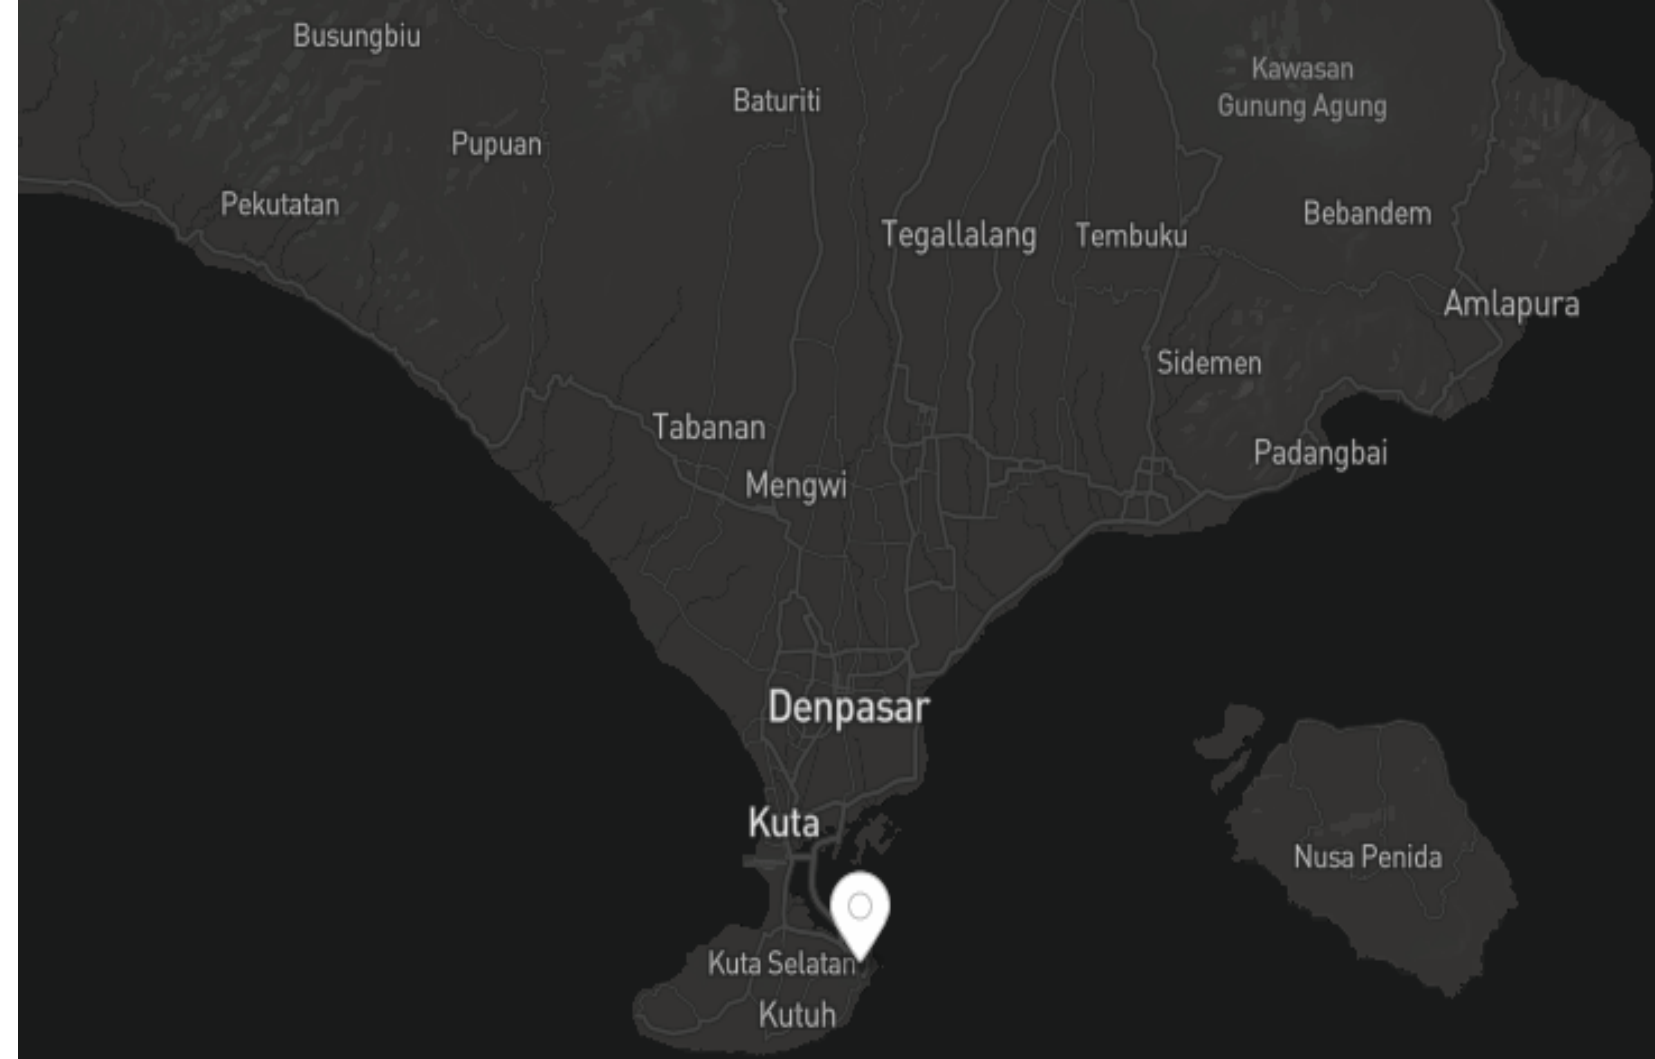 Busungbiu
Kawasan
Gunung Agung
Baturiti
Pupuan
Pekutatan
Bebandem
Tegallalang
Tembuku
Amlapura
Sidemen
Tabanan
Padangbai
Mengwi
Denpasar
Kuta
Nusa Penida
Kuta Selatan
Kutuh